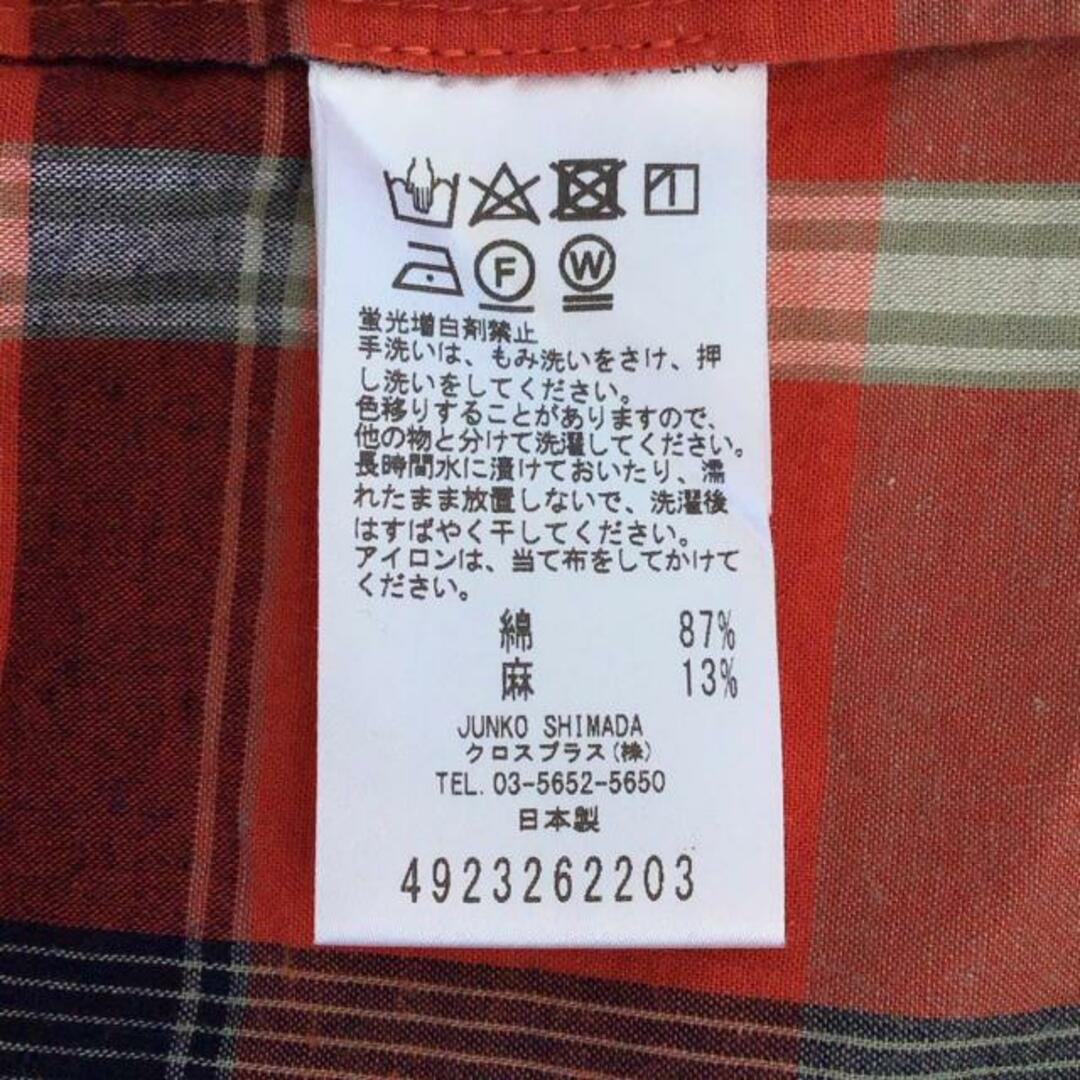 F W
蛍光増白剤禁止
手洗いは、もみ洗いをさけ、押
し洗いをしてください。
色移りすることがありますので、
他の物と分けて洗濯してください。
長時間水に漬けておいたり、濡
れたまま放置しないで、洗濯後
はすばやく干してください。
アイロンは、当て布をしてかけて
ください。
綿 87%
麻 13%
JUNKO SHIMADA
クロスプラス(株)
TEL. 03-5652-5650
日本製
4923262203